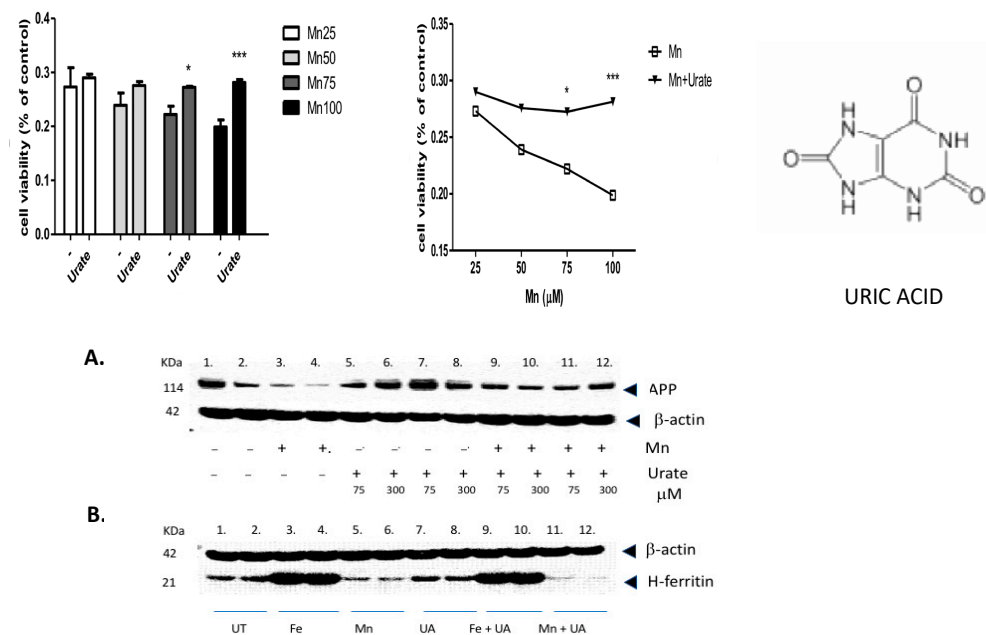 cell viability (% of control)
0.4
0.3
0.2
0.1
0.0
* ***
- Urate - Urate - Urate - Urate
Mn25
Mn50
Mn75
Mn100
cell viability (% of control)
0.35
0.30
0.25
0.20
0.15
* ***
25 50 75 100
Mn (µM)
Mn
Mn+Urate
O
H
N
NH
O
N
H
N
H
O
URIC ACID
A.
KDa 1. 2. 3. 4. 5. 6. 7. 8. 9. 10. 11. 12.
114 APP
42 β-actin
– – + +. – – – – + + + + Mn
– – – – + + + + + + + + Urate
75 300 75 300 75 300 75 300 µM
B.
KDa 1. 2. 3. 4. 5. 6. 7. 8. 9. 10. 11. 12.
42 β-actin
21 H-ferritin
UT Fe Mn UA Fe + UA Mn + UA